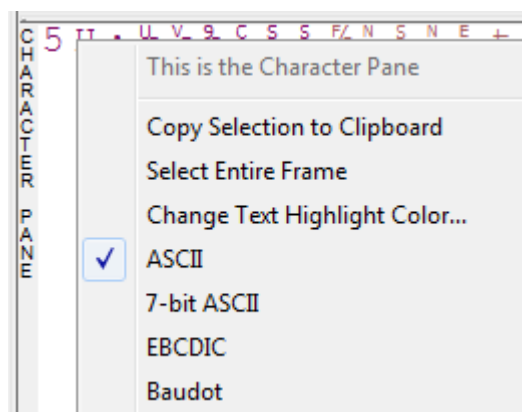 CHARACTER PANE
5
This is the Character Pane
Copy Selection to Clipboard
Select Entire Frame
Change Text Highlight Color...
ASCII
7-bit ASCII
EBCDIC
Baudot